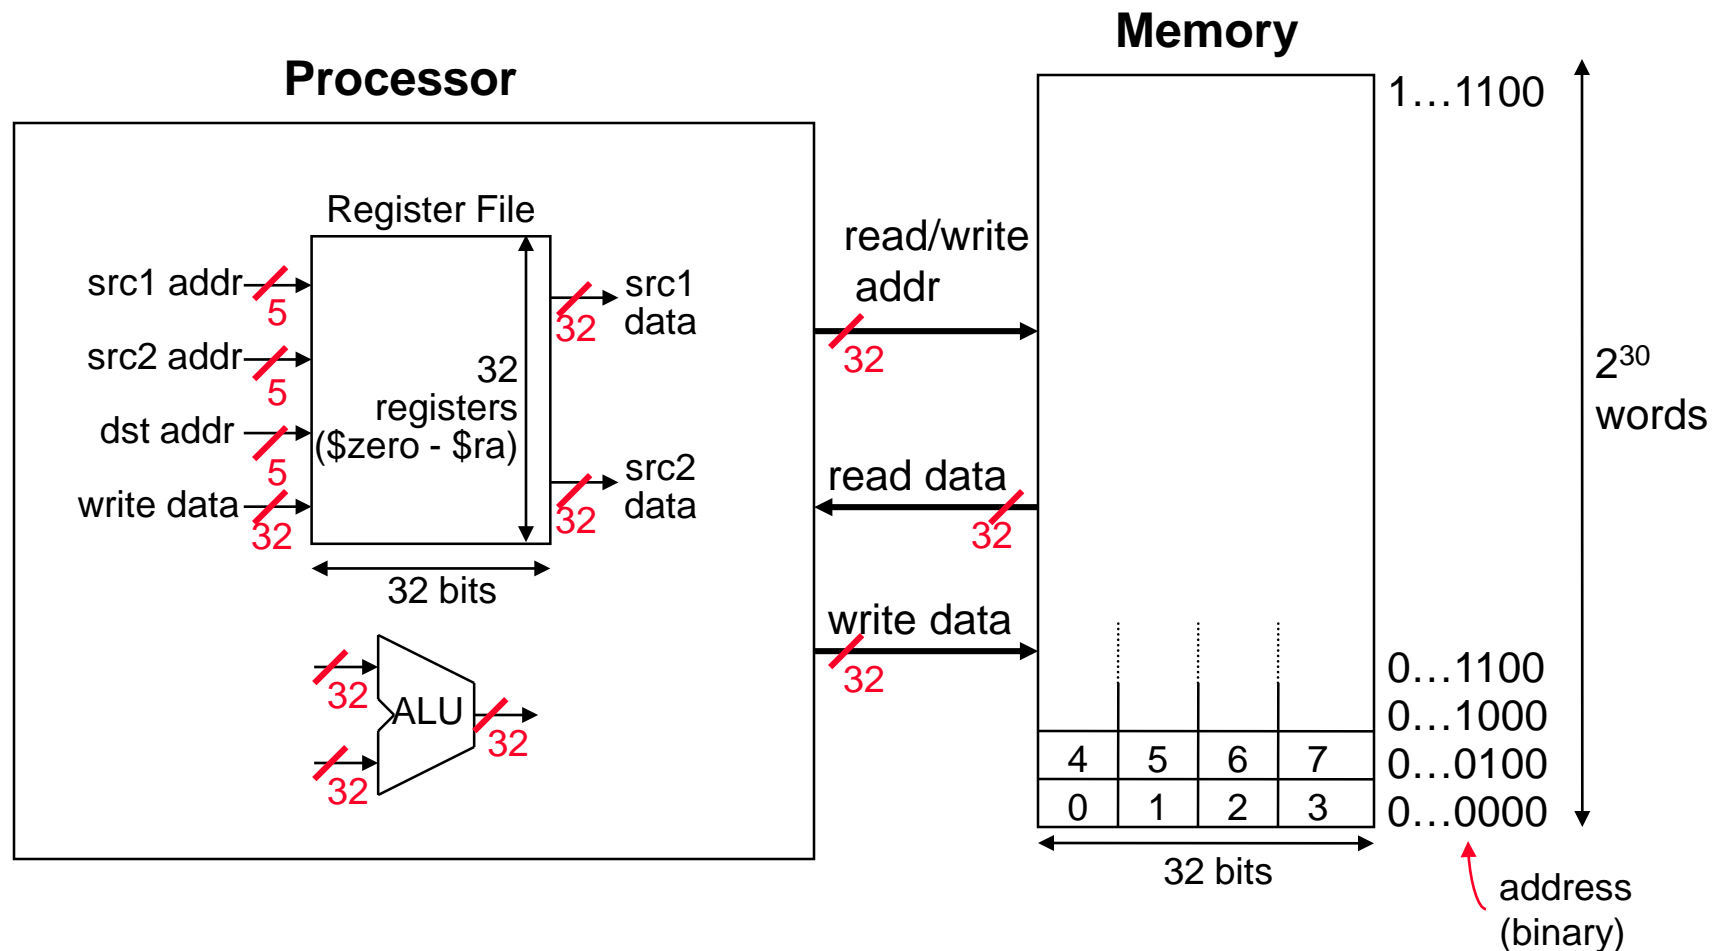 Processor
Register File
src1 addr
5
src2 addr
5
dst addr
5
write data
32
32
registers
($zero - $ra)
32
src1
data
32
src2
data
32 bits
32
32
ALU
32
read/write
addr
32
read data
32
write data
32
Memory
1…1100
2³⁰
words
0…1100
0…1000
4 5 6 7 0…0100
0 1 2 3 0…0000
32 bits
address
(binary)